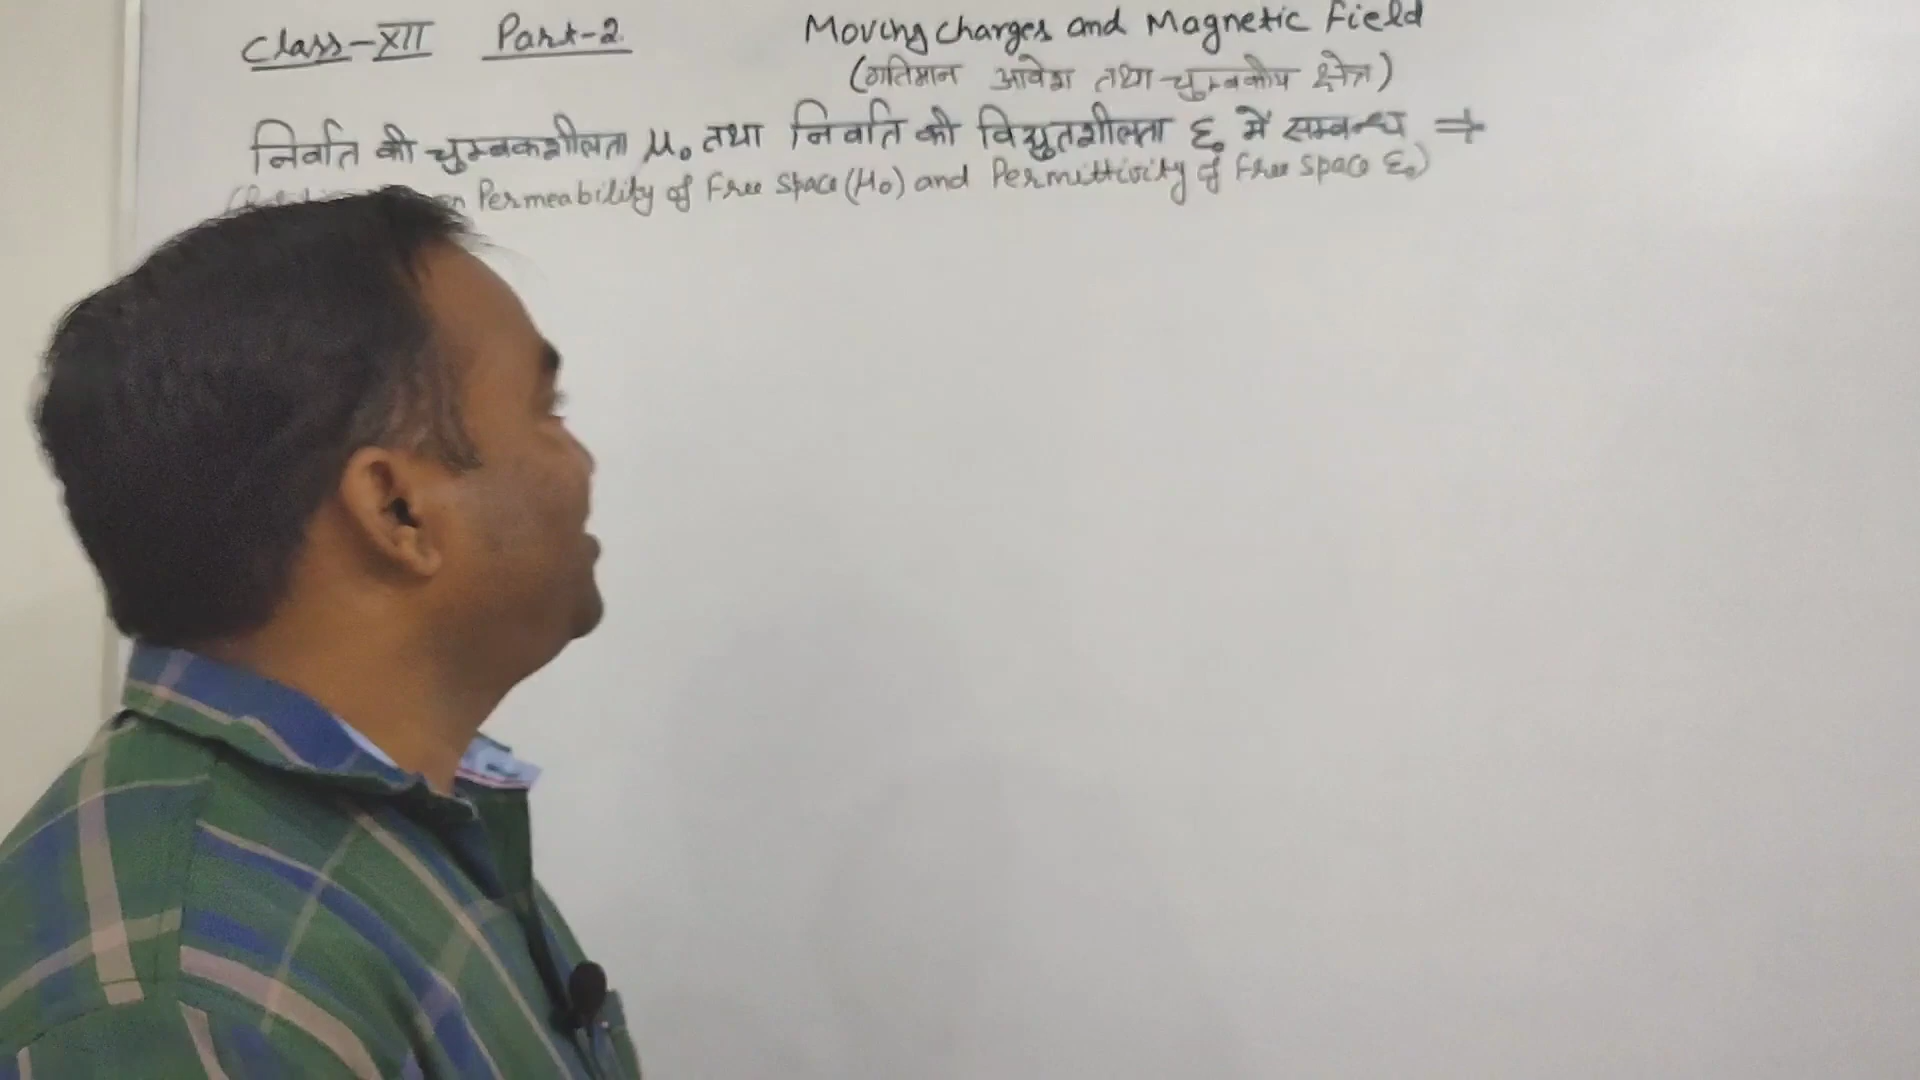 Class-XII Part-2 Moving charges and Magnetic Field
(गतिमान आवेश तथा चुम्बकीय क्षेत्र)
निर्वात की चुम्बकशीलता μ₀ तथा निर्वात की विद्युतशीलता ε₀ में सम्बन्ध ⇒
Permeability of Free Space (μ₀) and Permittivity of Free Space ε₀)